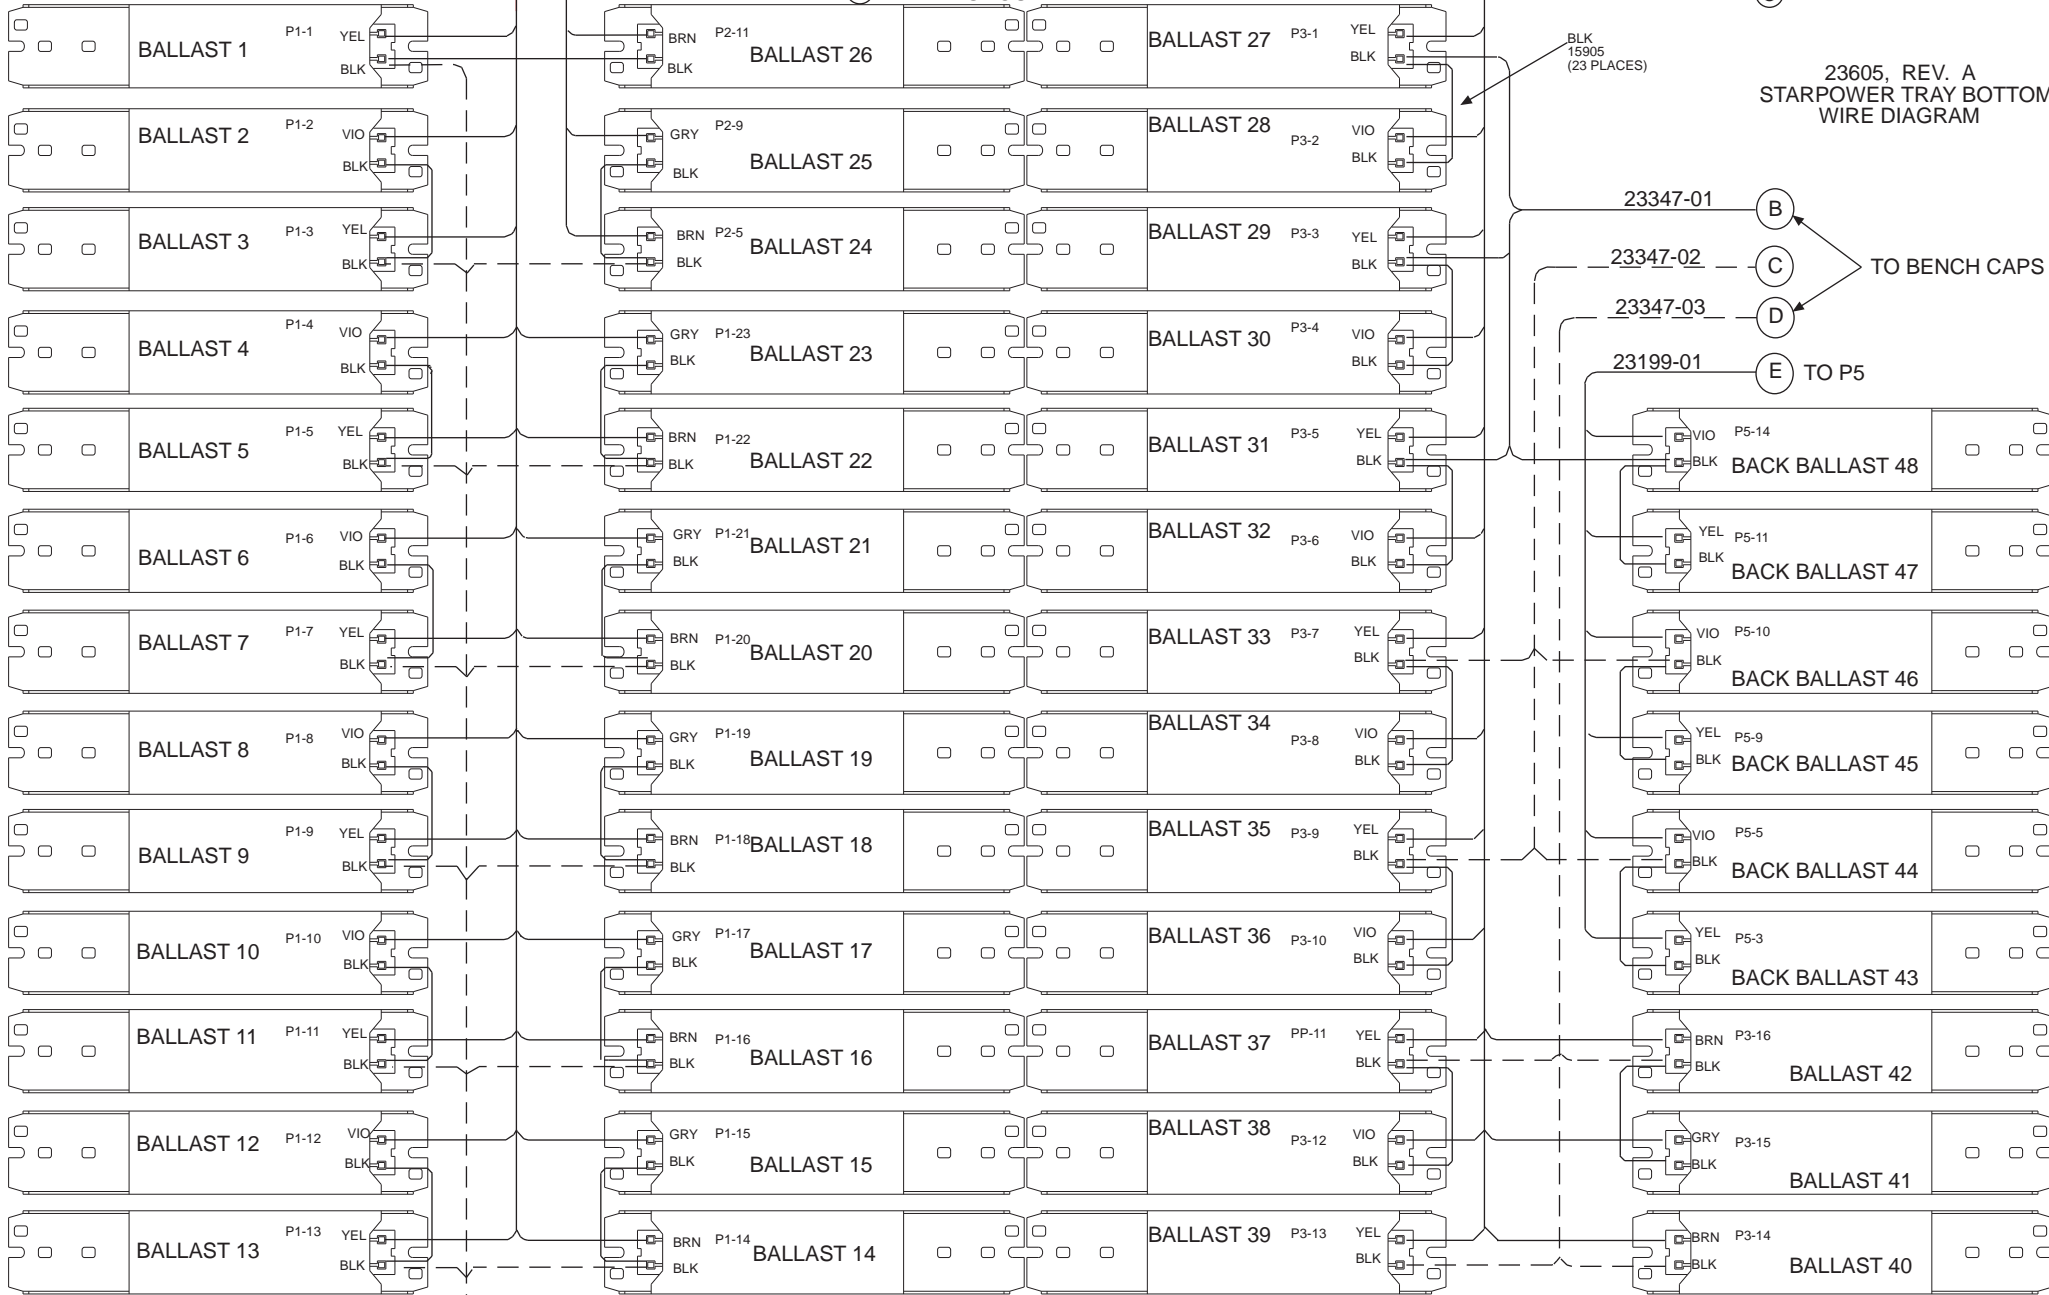 BALLAST 1
P1-1
YEL
BLK
BRN
P2-11
BLK
BALLAST 26
BALLAST 27
P3-1
YEL
BLK
BLK
15905
(23 PLACES)
23605, REV. A
STARPOWER TRAY BOTTOM
WIRE DIAGRAM
BALLAST 2
P1-2
VIO
BLK
GRY
P2-9
BLK
BALLAST 25
BALLAST 28
P3-2
VIO
BLK
BALLAST 3
P1-3
YEL
BLK
BRN
P2-5
BLK
BALLAST 24
BALLAST 29
P3-3
YEL
BLK
23347-01
B
23347-02
C
TO BENCH CAPS
23347-03
D
BALLAST 4
P1-4
VIO
BLK
GRY
P1-23
BLK
BALLAST 23
BALLAST 30
P3-4
VIO
BLK
23199-01
E
TO P5
BALLAST 5
P1-5
YEL
BLK
BRN
P1-22
BLK
BALLAST 22
BALLAST 31
P3-5
YEL
BLK
VIO
P5-14
BLK
BACK BALLAST 48
BALLAST 6
P1-6
VIO
BLK
GRY
P1-21
BLK
BALLAST 21
BALLAST 32
P3-6
VIO
BLK
YEL
P5-11
BLK
BACK BALLAST 47
BALLAST 7
P1-7
YEL
BLK
BRN
P1-20
BLK
BALLAST 20
BALLAST 33
P3-7
YEL
BLK
VIO
P5-10
BLK
BACK BALLAST 46
BALLAST 8
P1-8
VIO
BLK
GRY
P1-19
BLK
BALLAST 19
BALLAST 34
P3-8
VIO
BLK
YEL
P5-9
BLK
BACK BALLAST 45
BALLAST 9
P1-9
YEL
BLK
BRN
P1-18
BLK
BALLAST 18
BALLAST 35
P3-9
YEL
BLK
VIO
P5-5
BLK
BACK BALLAST 44
BALLAST 10
P1-10
VIO
BLK
GRY
P1-17
BLK
BALLAST 17
BALLAST 36
P3-10
VIO
BLK
YEL
P5-3
BLK
BACK BALLAST 43
BALLAST 11
P1-11
YEL
BLK
BRN
P1-16
BLK
BALLAST 16
BALLAST 37
PP-11
YEL
BLK
BRN
P3-16
BLK
BALLAST 42
BALLAST 12
P1-12
VIO
BLK
GRY
P1-15
BLK
BALLAST 15
BALLAST 38
P3-12
VIO
BLK
GRY
P3-15
BLK
BALLAST 41
BALLAST 13
P1-13
YEL
BLK
BRN
P1-14
BLK
BALLAST 14
BALLAST 39
P3-13
YEL
BLK
BRN
P3-14
BLK
BALLAST 40